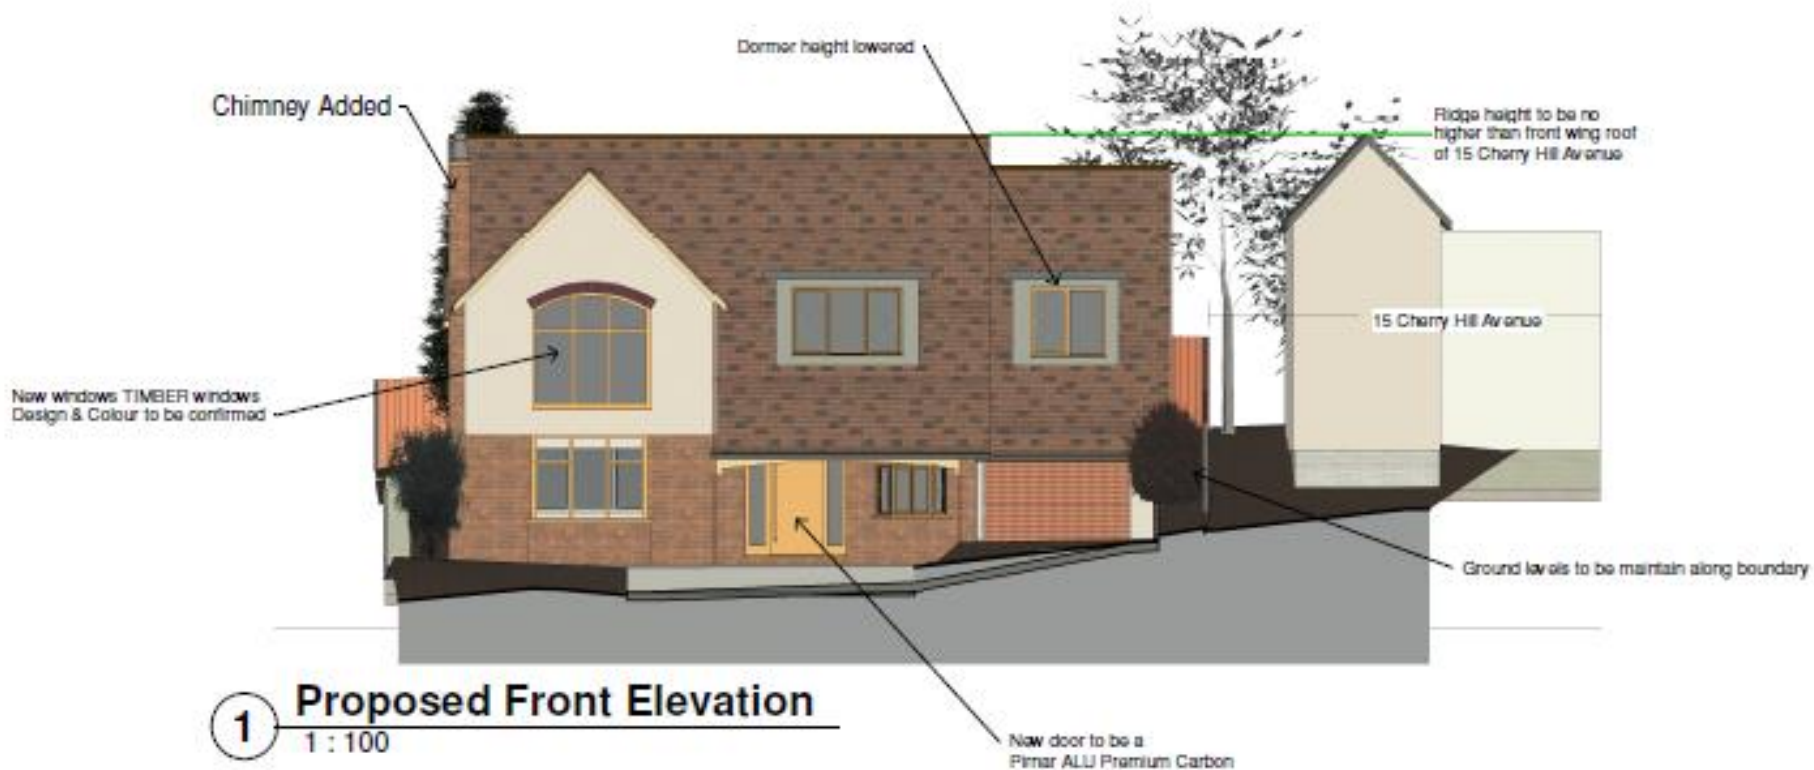 Dormer height lowered
Chimney Added
Ridge height to be no
higher than front wing roof
of 15 Cherry Hill Avenue
15 Cherry Hill Avenue
New windows TIMBER windows
Design & Colour to be confirmed
Ground levels to be maintain along boundary
1
Proposed Front Elevation
1 : 100
New door to be a
Pirnar ALU Premium Carbon